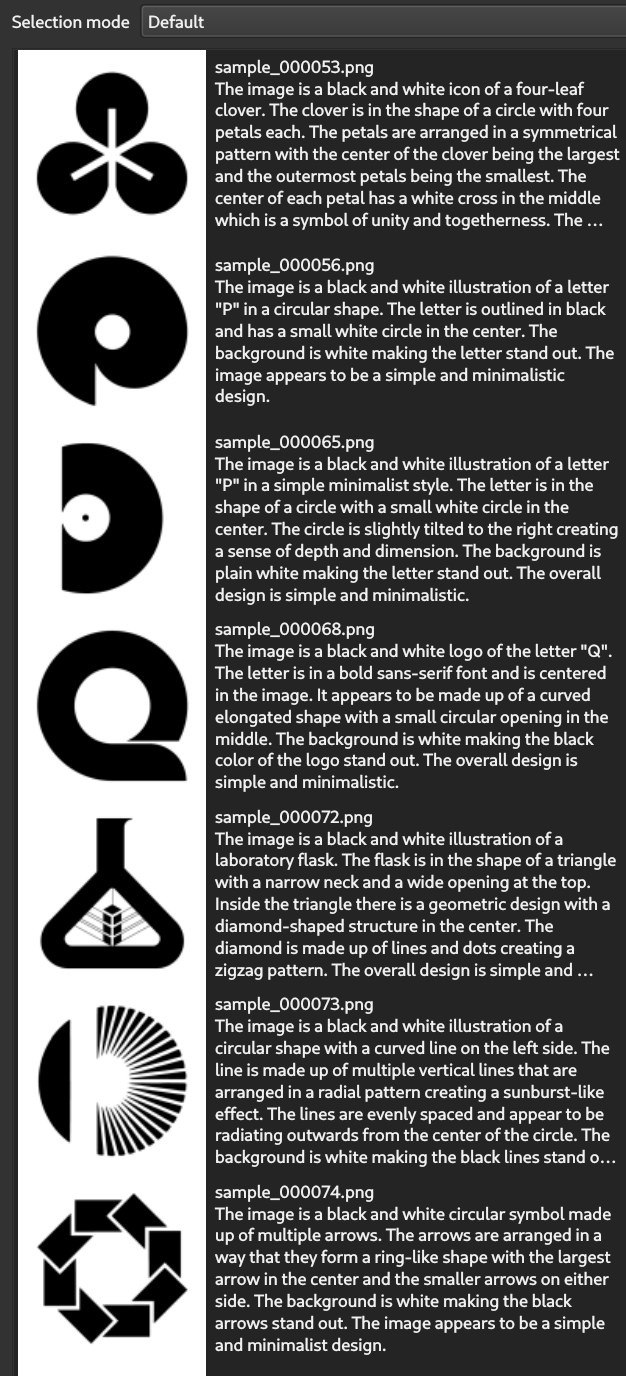 Selection mode Default
sample_000053.png
The image is a black and white icon of a four-leaf
clover. The clover is in the shape of a circle with four
petals each. The petals are arranged in a symmetrical
pattern with the center of the clover being the largest
and the outermost petals being the smallest. The
center of each petal has a white cross in the middle
which is a symbol of unity and togetherness. The ...
sample_000056.png
The image is a black and white illustration of a letter
"P" in a circular shape. The letter is outlined in black
and has a small white circle in the center. The
background is white making the letter stand out. The
image appears to be a simple and minimalistic
design.
sample_000065.png
The image is a black and white illustration of a letter
"P" in a simple minimalist style. The letter is in the
shape of a circle with a small white circle in the
center. The circle is slightly tilted to the right creating
a sense of depth and dimension. The background is
plain white making the letter stand out. The overall
design is simple and minimalistic.
sample_000068.png
The image is a black and white logo of the letter "Q".
The letter is in a bold sans-serif font and is centered
in the image. It appears to be made up of a curved
elongated shape with a small circular opening in the
middle. The background is white making the black
color of the logo stand out. The overall design is
simple and minimalistic.
sample_000072.png
The image is a black and white illustration of a
laboratory flask. The flask is in the shape of a triangle
with a narrow neck and a wide opening at the top.
Inside the triangle there is a geometric design with a
diamond-shaped structure in the center. The
diamond is made up of lines and dots creating a
zigzag pattern. The overall design is simple and ...
sample_000073.png
The image is a black and white illustration of a
circular shape with a curved line on the left side. The
line is made up of multiple vertical lines that are
arranged in a radial pattern creating a sunburst-like
effect. The lines are evenly spaced and appear to be
radiating outwards from the center of the circle. The
background is white making the black lines stand o...
sample_000074.png
The image is a black and white circular symbol made
up of multiple arrows. The arrows are arranged in a
way that they form a ring-like shape with the largest
arrow in the center and the smaller arrows on either
side. The background is white making the black
arrows stand out. The image appears to be a simple
and minimalist design.